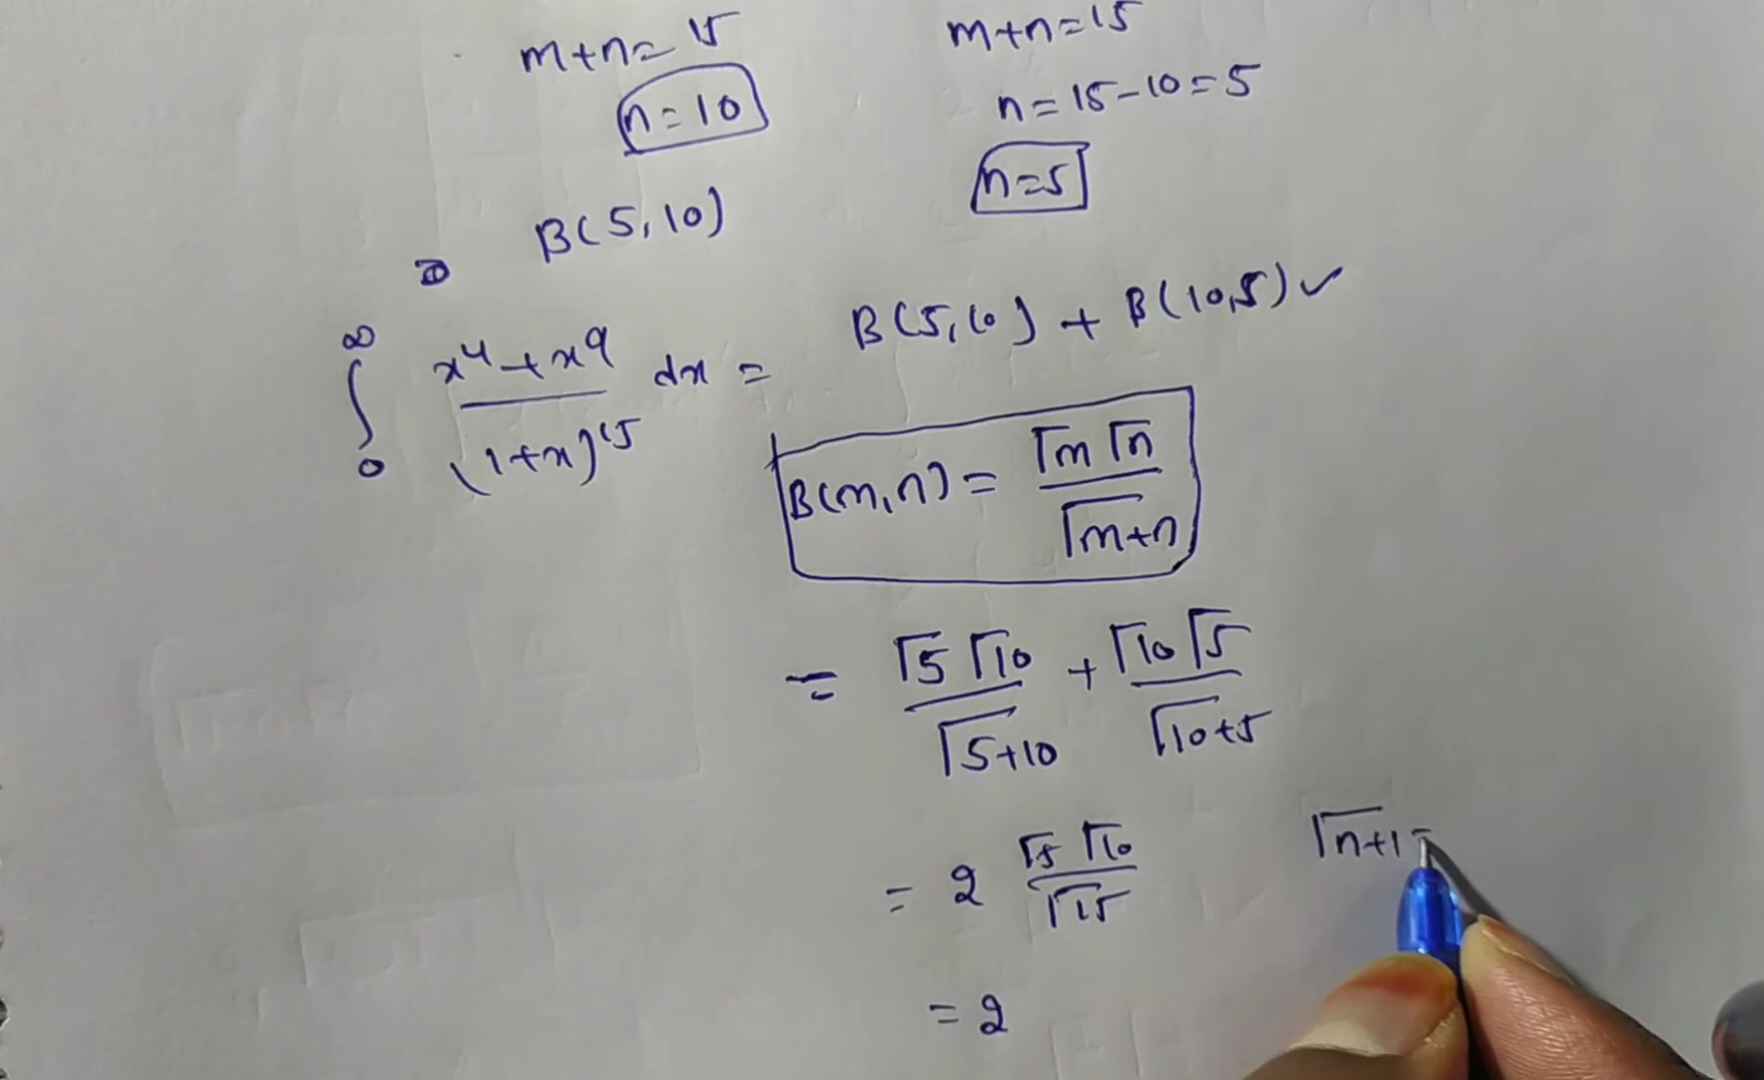 m+n=15
n=10
B(5,10)
m+n=15
n=15-10=5
n=5
∫₀^∞ (x⁴+x⁹)/(1+x)¹⁵ dx = B(5,10) + B(10,5) ✓
B(m,n) = Γm Γn / Γm+n
= Γ5 Γ10 / Γ5+10 + Γ10 Γ5 / Γ10+5
= 2 Γ5 Γ10 / Γ15
Γn+1 =
= 2